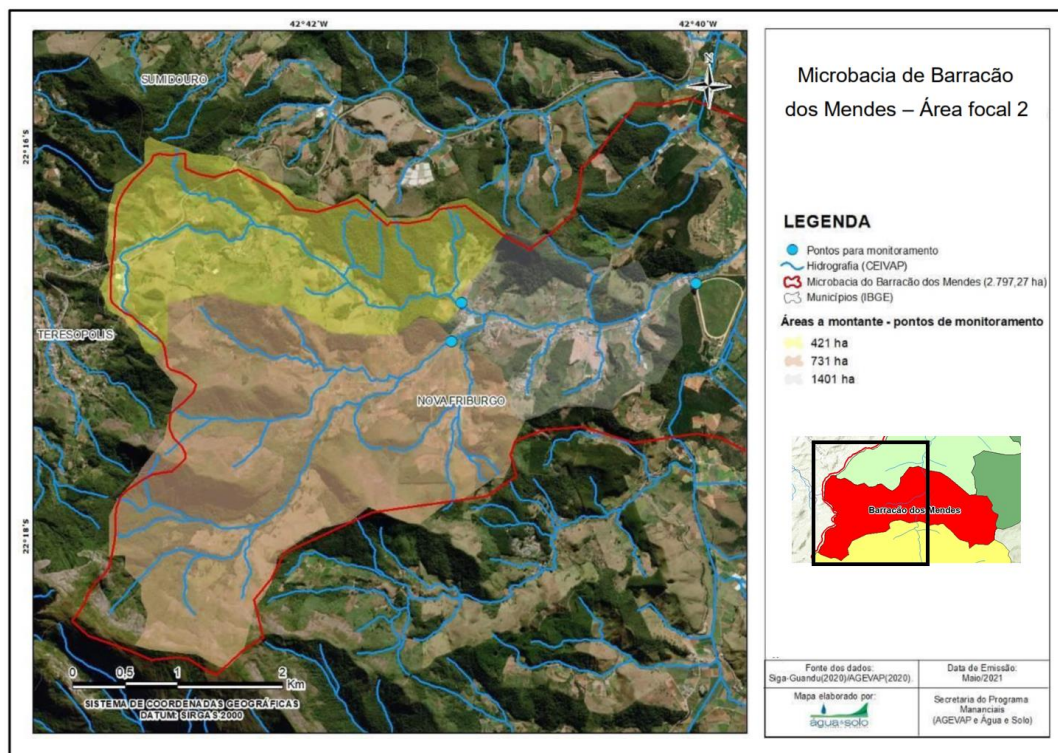 42°42'W
42°40'W
22°16'S
22°18'S
SUMIDOURO
TERESOPOLIS
NOVA FRIBURGO
N
0 0,5 1 2
Km
SISTEMA DE COORDENADAS GEOGRÁFICAS
DATUM: SIRGAS 2000
Microbacia de Barracão
dos Mendes – Área focal 2
LEGENDA
Pontos para monitoramento
Hidrografia (CEIVAP)
Microbacia do Barracão dos Mendes (2.797,27 ha)
Municípios (IBGE)
Áreas a montante - pontos de monitoramento
421 ha
731 ha
1401 ha
Barracão dos Mendes
Fonte dos dados:
Siga-Guandu(2020)/AGEVAP(2020).
Data de Emissão:
Maio/2021
Mapa elaborado por:
água e solo
Secretaria do Programa
Mananciais
(AGEVAP e Água e Solo)